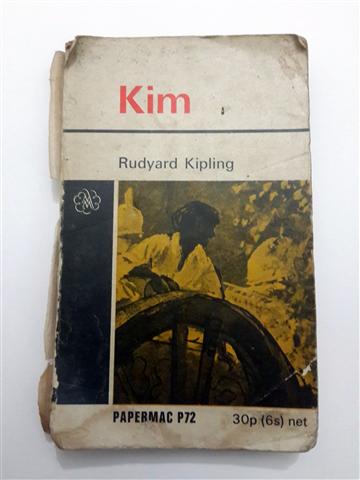 Kim
Rudyard Kipling
PAPERMAC P72 30p (6s) net